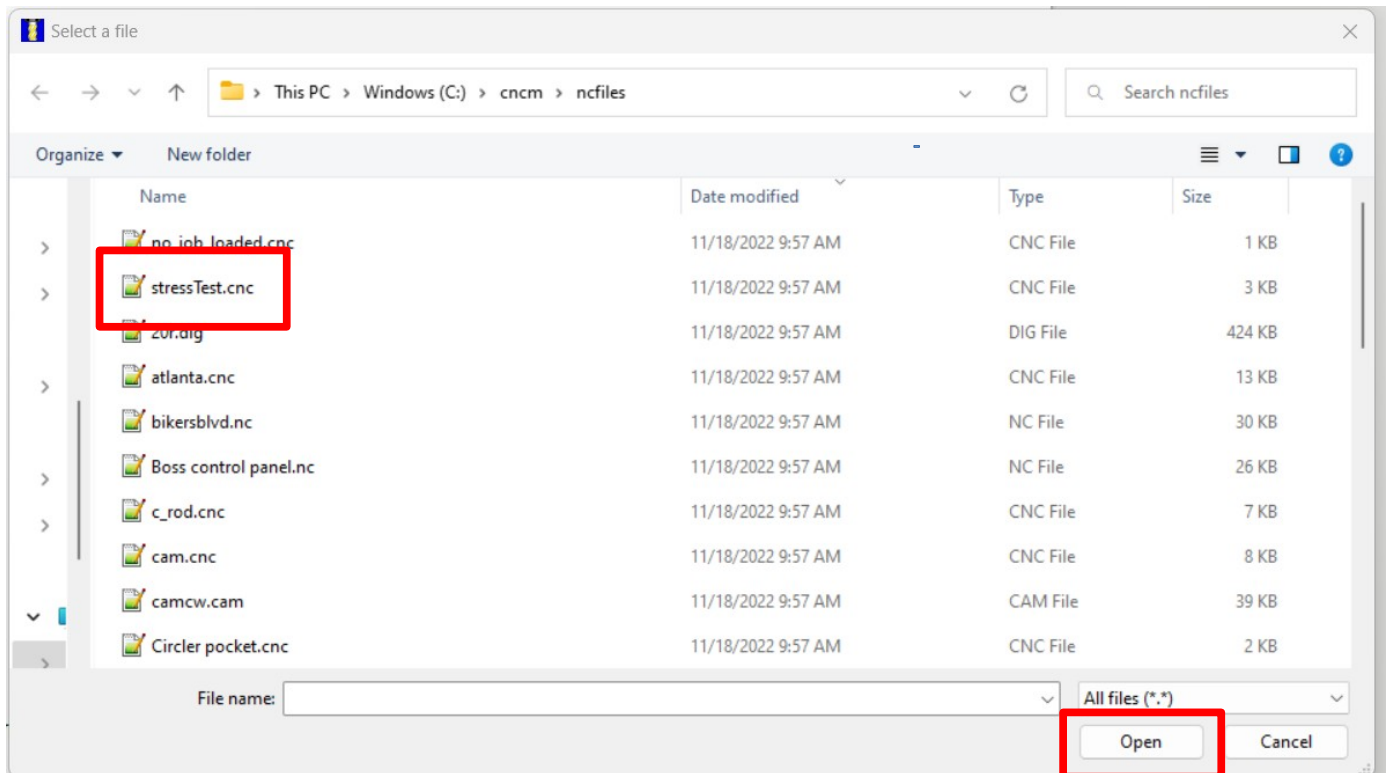 Select a file
This PC > Windows (C:) > cncm > ncfiles
Search ncfiles
Organize New folder
Name Date modified Type Size
no_job_loaded.cnc 11/18/2022 9:57 AM CNC File 1 KB
stressTest.cnc 11/18/2022 9:57 AM CNC File 3 KB
20r.dig 11/18/2022 9:57 AM DIG File 424 KB
atlanta.cnc 11/18/2022 9:57 AM CNC File 13 KB
bikersblvd.nc 11/18/2022 9:57 AM NC File 30 KB
Boss control panel.nc 11/18/2022 9:57 AM NC File 26 KB
c_rod.cnc 11/18/2022 9:57 AM CNC File 7 KB
cam.cnc 11/18/2022 9:57 AM CNC File 8 KB
camcw.cam 11/18/2022 9:57 AM CAM File 39 KB
Circler pocket.cnc 11/18/2022 9:57 AM CNC File 2 KB
File name: All files (*.*)
Open Cancel